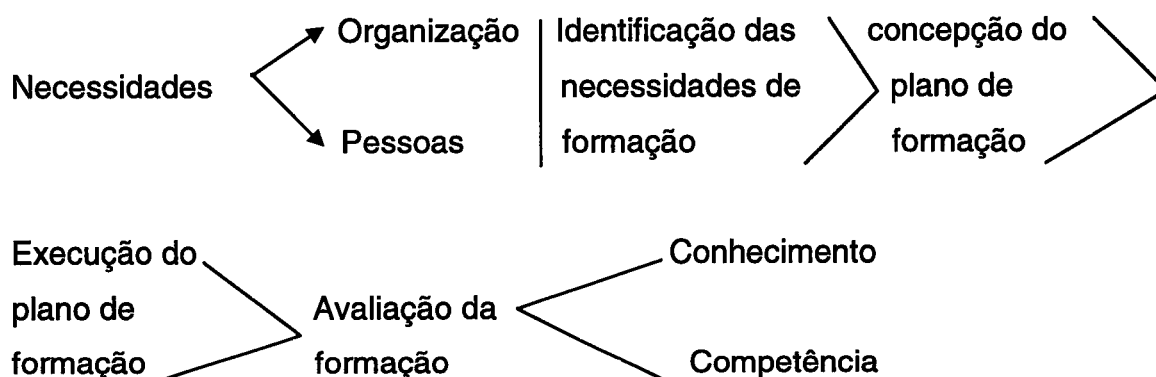 Necessidades
Organização
Pessoas
Identificação das
necessidades de
formação
concepção do
plano de
formação
Execução do
plano de
formação
Avaliação da
formação
Conhecimento
Competência